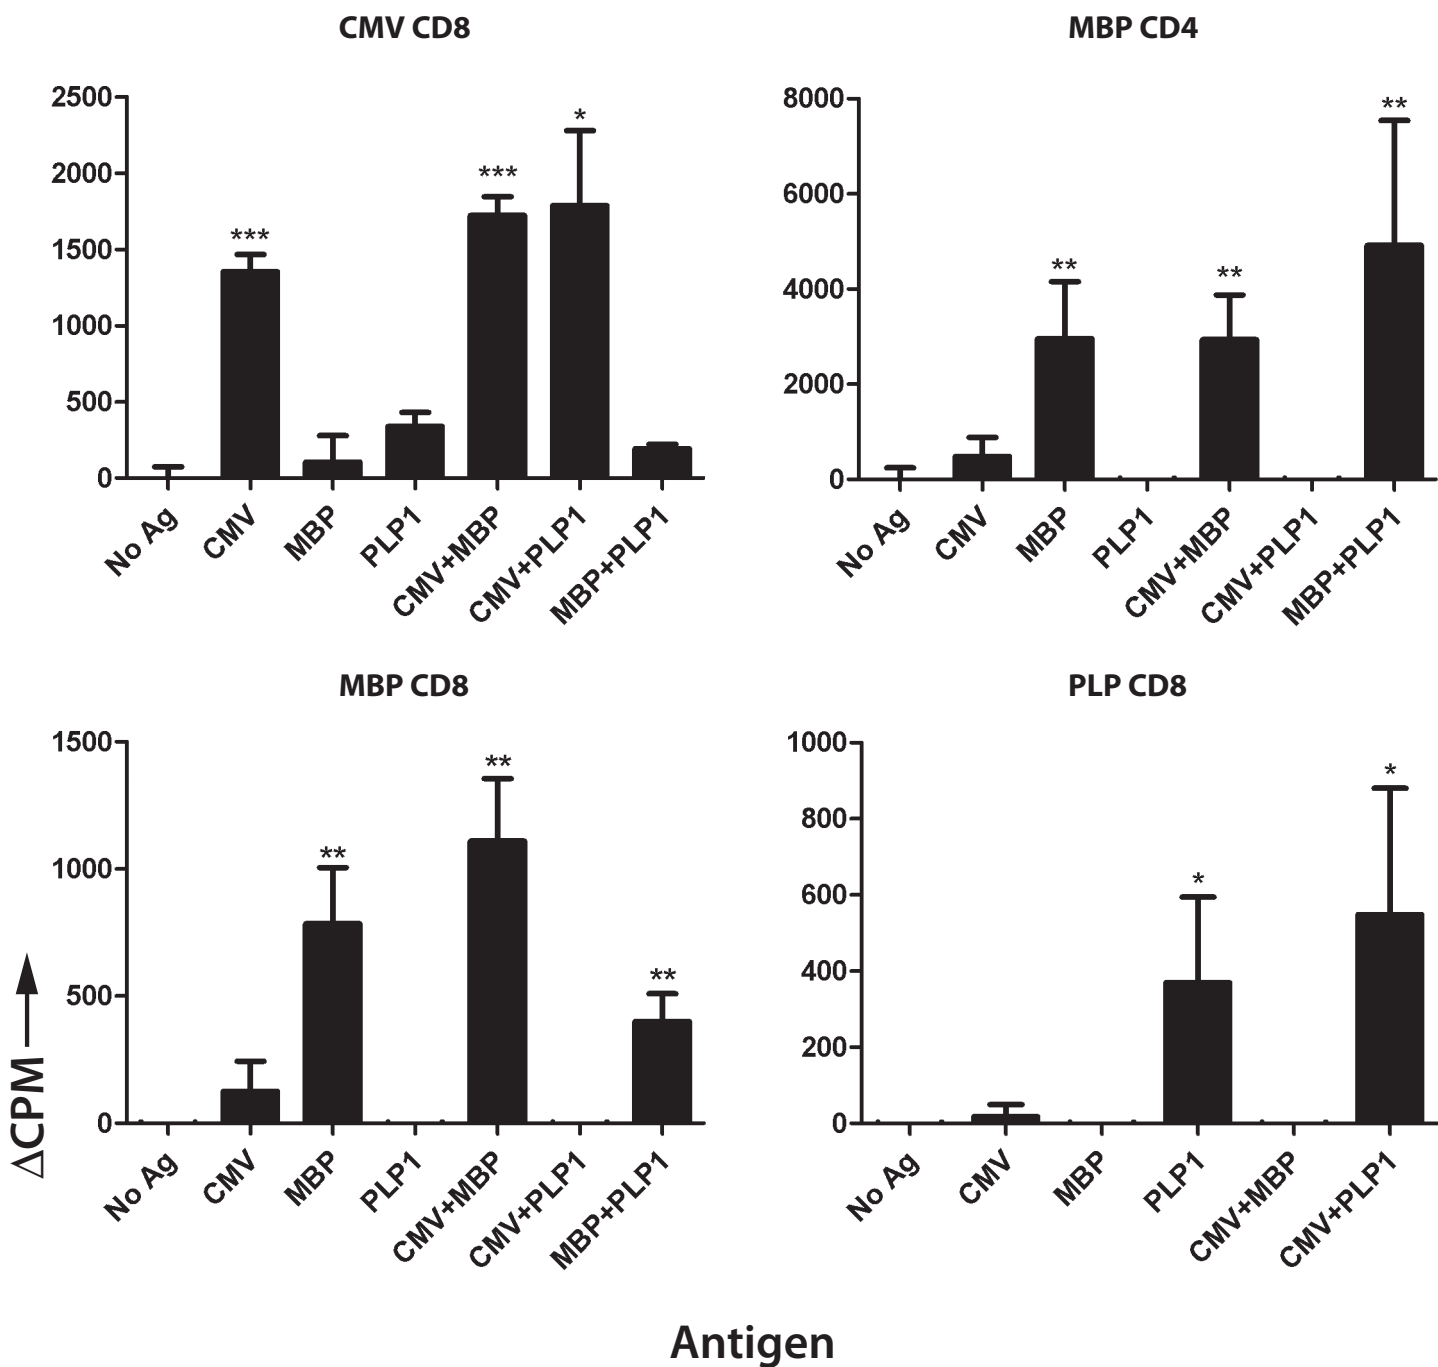 CMV CD8
2500
2000
1500
1000
500
0
***
***
*
No Ag
CMV
MBP
PLP1
CMV+MBP
CMV+PLP1
MBP+PLP1
MBP CD4
8000
6000
4000
2000
0
**
**
**
No Ag
CMV
MBP
PLP1
CMV+MBP
CMV+PLP1
MBP+PLP1
MBP CD8
1500
1000
500
0
**
**
**
No Ag
CMV
MBP
PLP1
CMV+MBP
CMV+PLP1
MBP+PLP1
PLP CD8
1000
800
600
400
200
0
*
*
No Ag
CMV
MBP
PLP1
CMV+MBP
CMV+PLP1
ΔCPM
Antigen